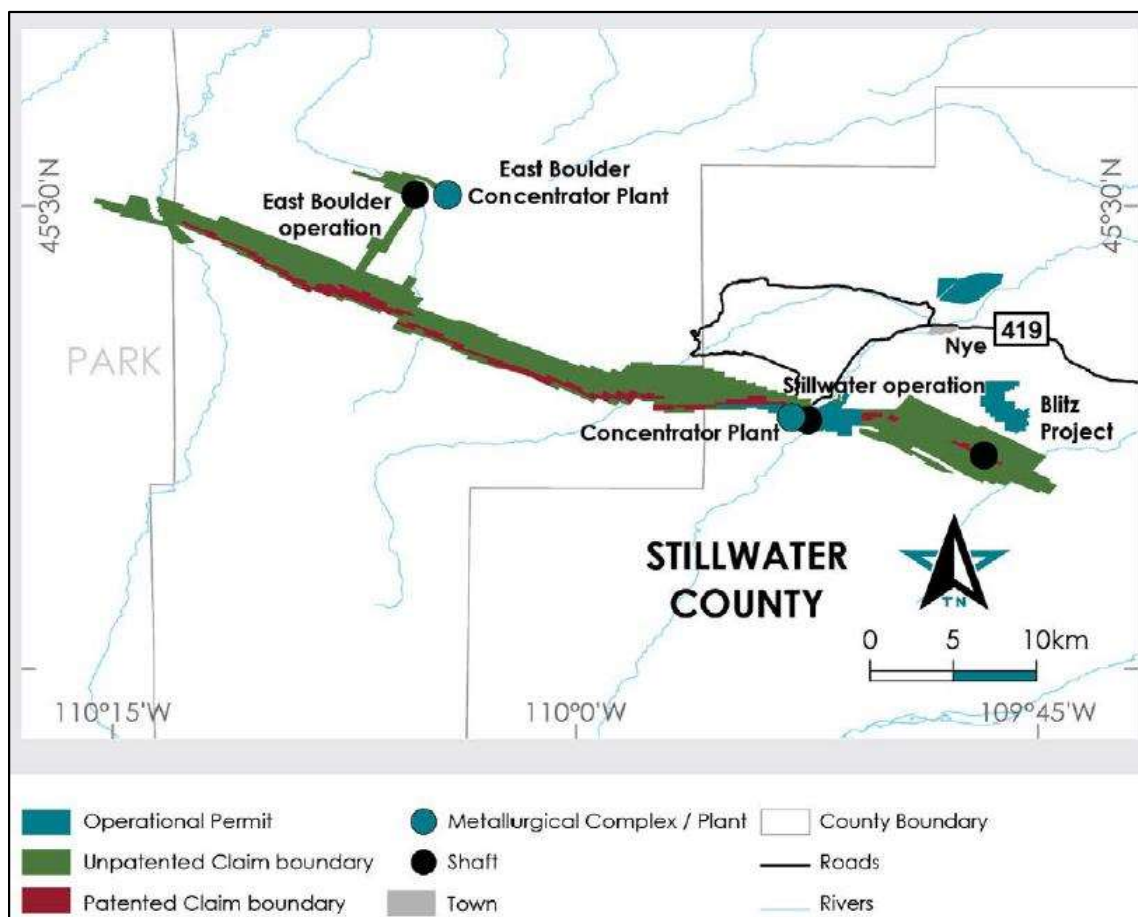 East Boulder
Concentrator Plant
East Boulder
operation
45°30'N
45°30'N
PARK
419
Nye
Stillwater operation
Concentrator Plant
Blitz
Project
STILLWATER
COUNTY
TN
0 5 10km
110°15'W 110°0'W 109°45'W
Operational Permit Metallurgical Complex / Plant County Boundary
Unpatented Claim boundary Shaft Roads
Patented Claim boundary Town Rivers